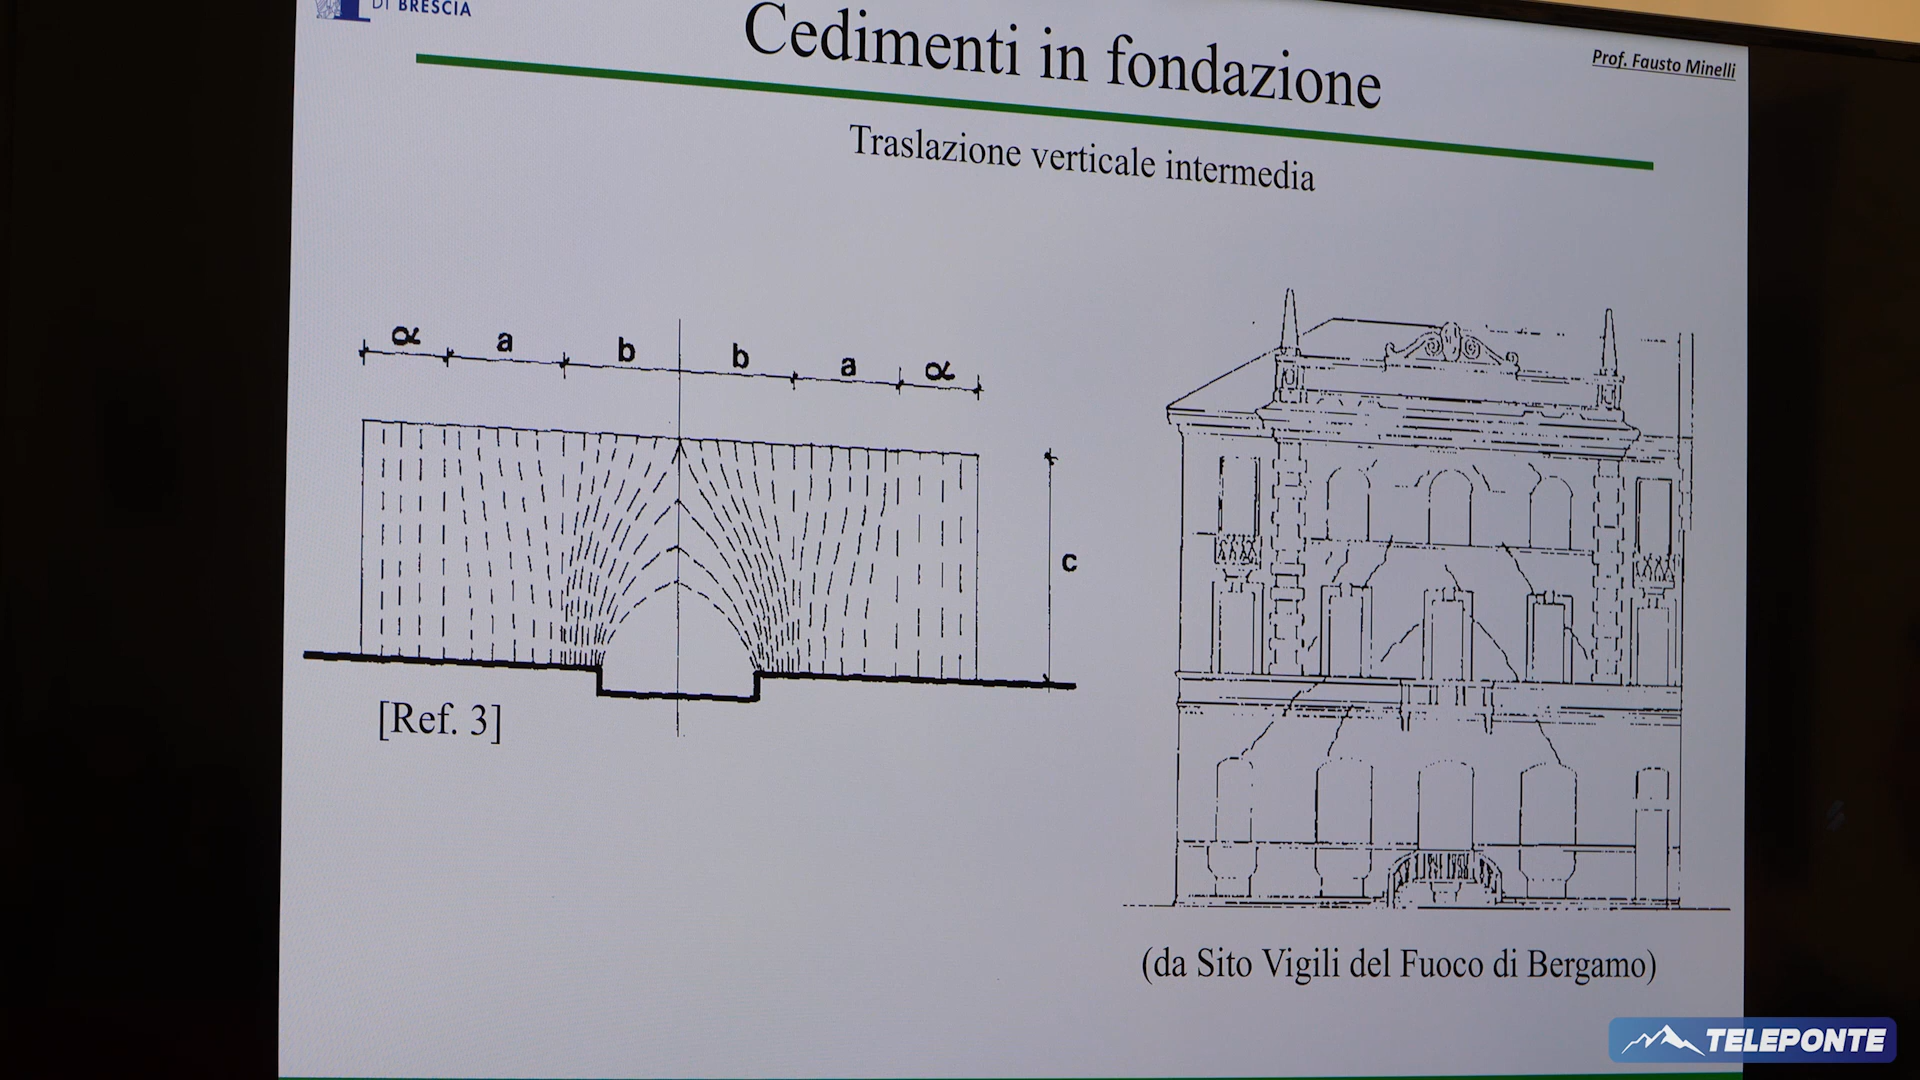 DI BRESCIA
Cedimenti in fondazione
Prof. Fausto Minelli
Traslazione verticale intermedia
α a b b a α
c
[Ref. 3]
(da Sito Vigili del Fuoco di Bergamo)
TELEPONTE